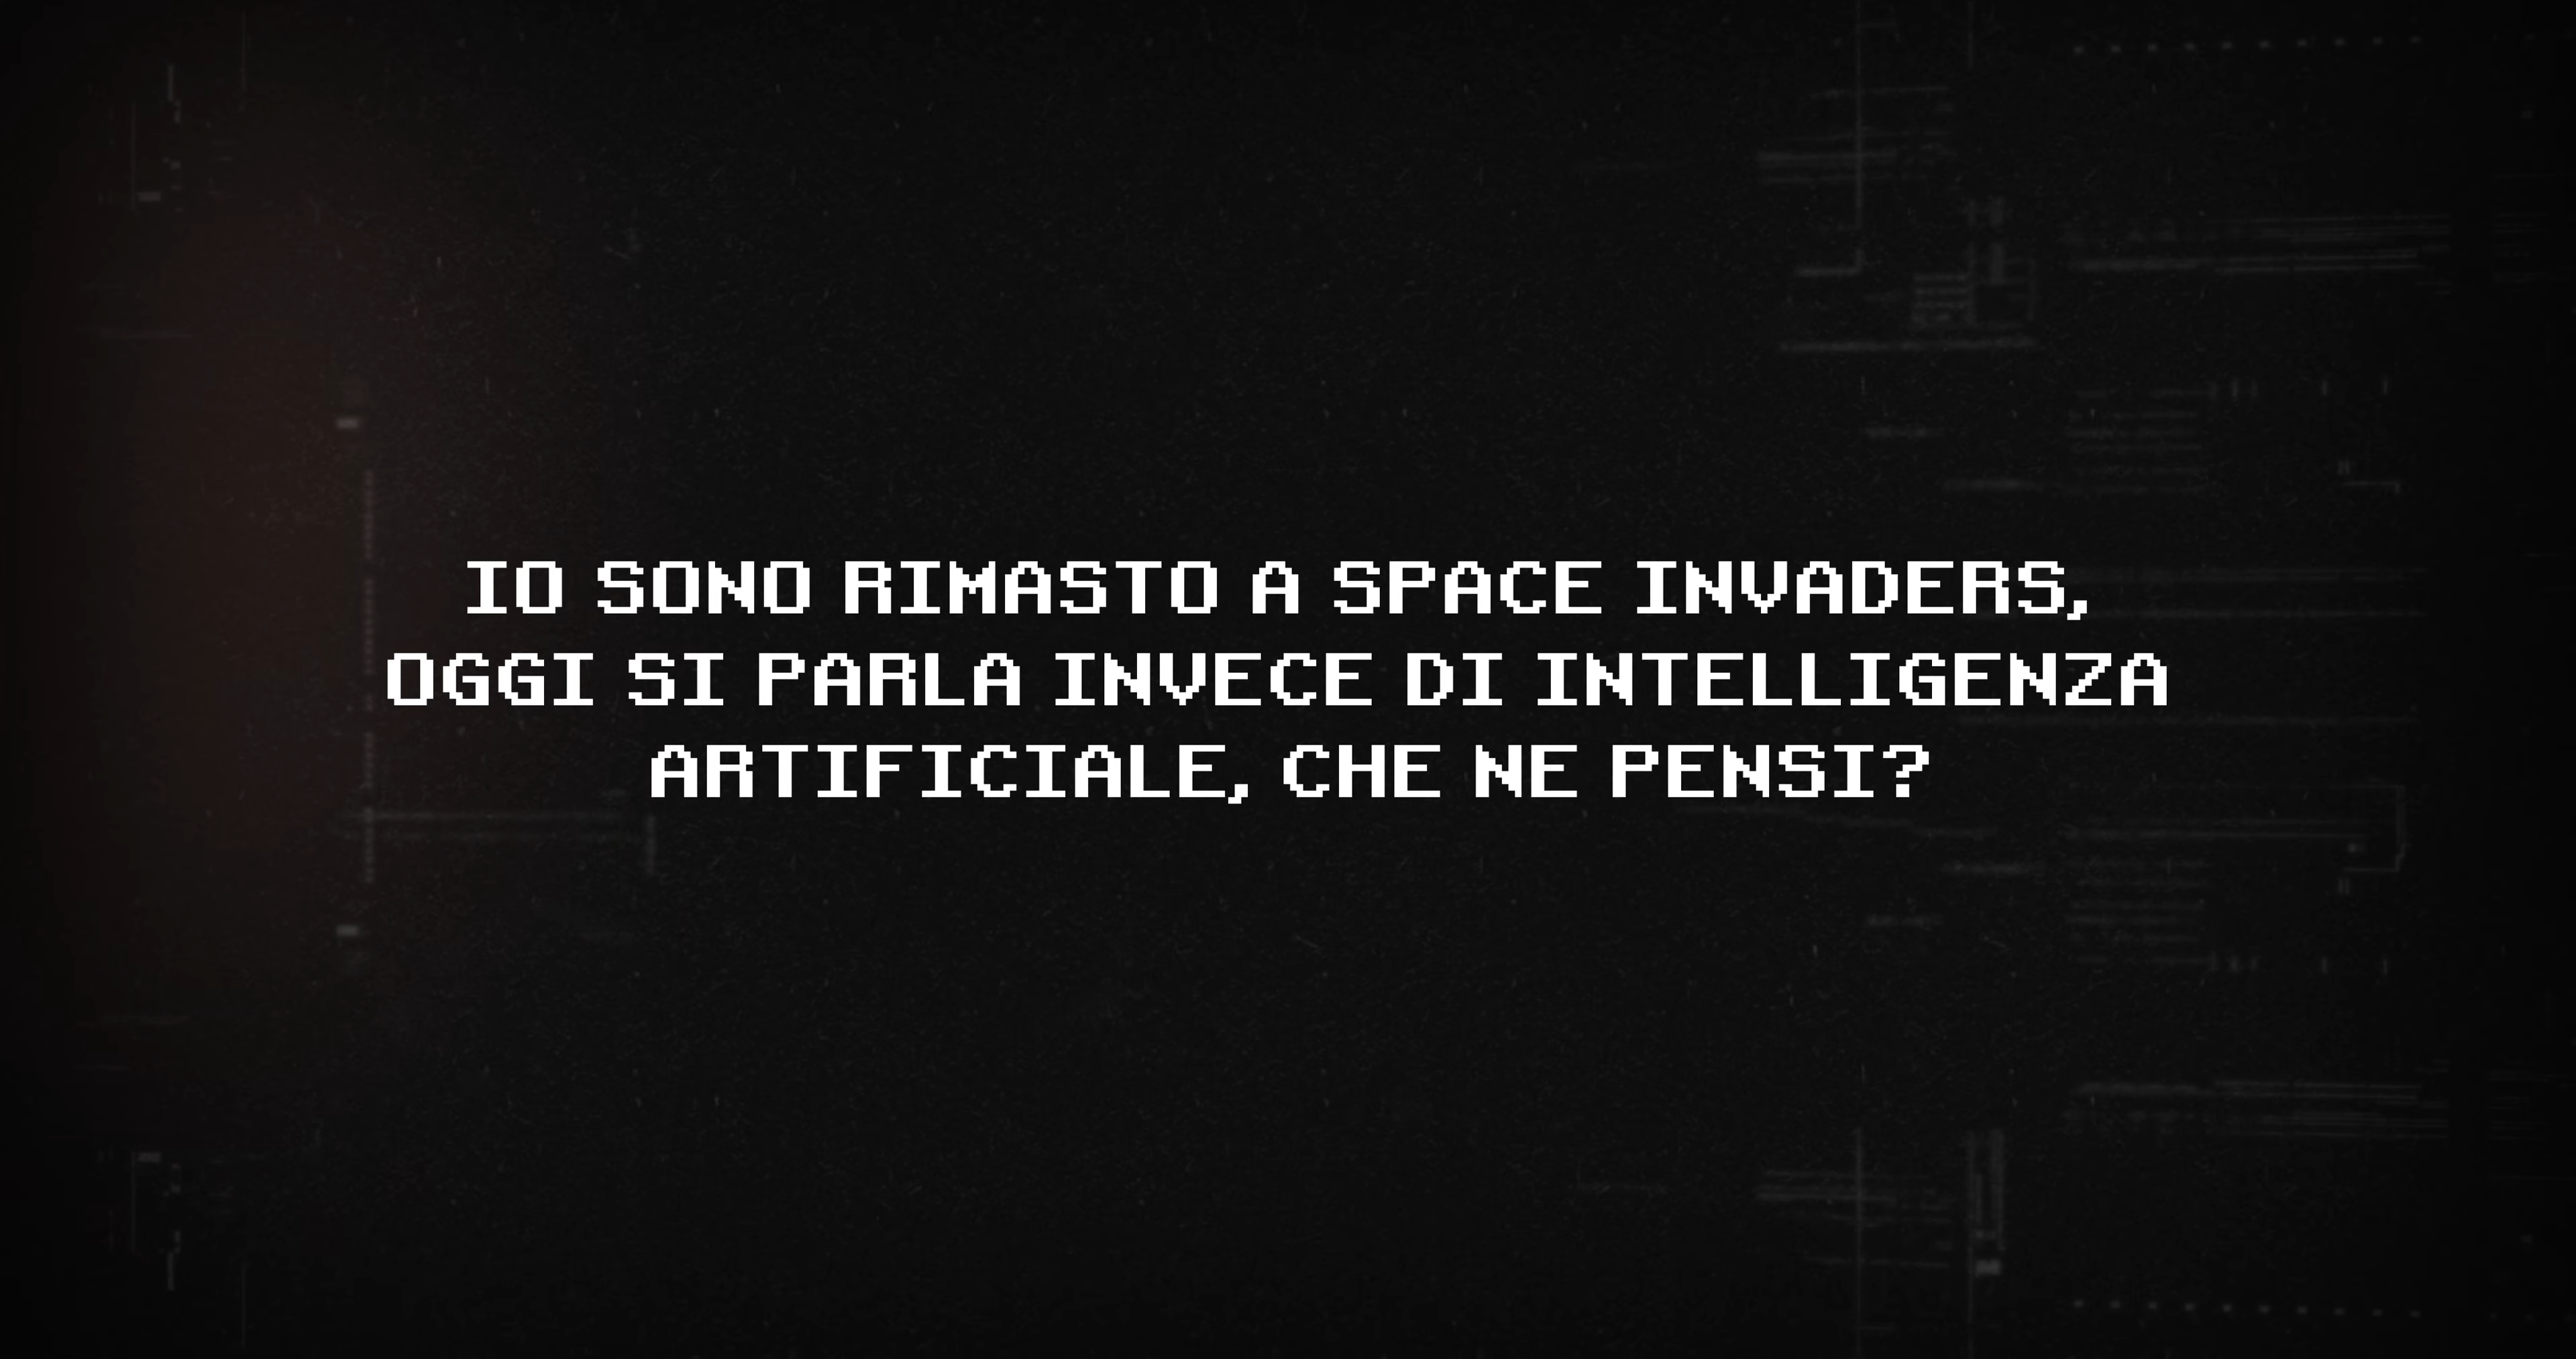 IO SONO RIMASTO A SPACE INVADERS,
OGGI SI PARLA INVECE DI INTELLIGENZA
ARTIFICIALE, CHE NE PENSI?